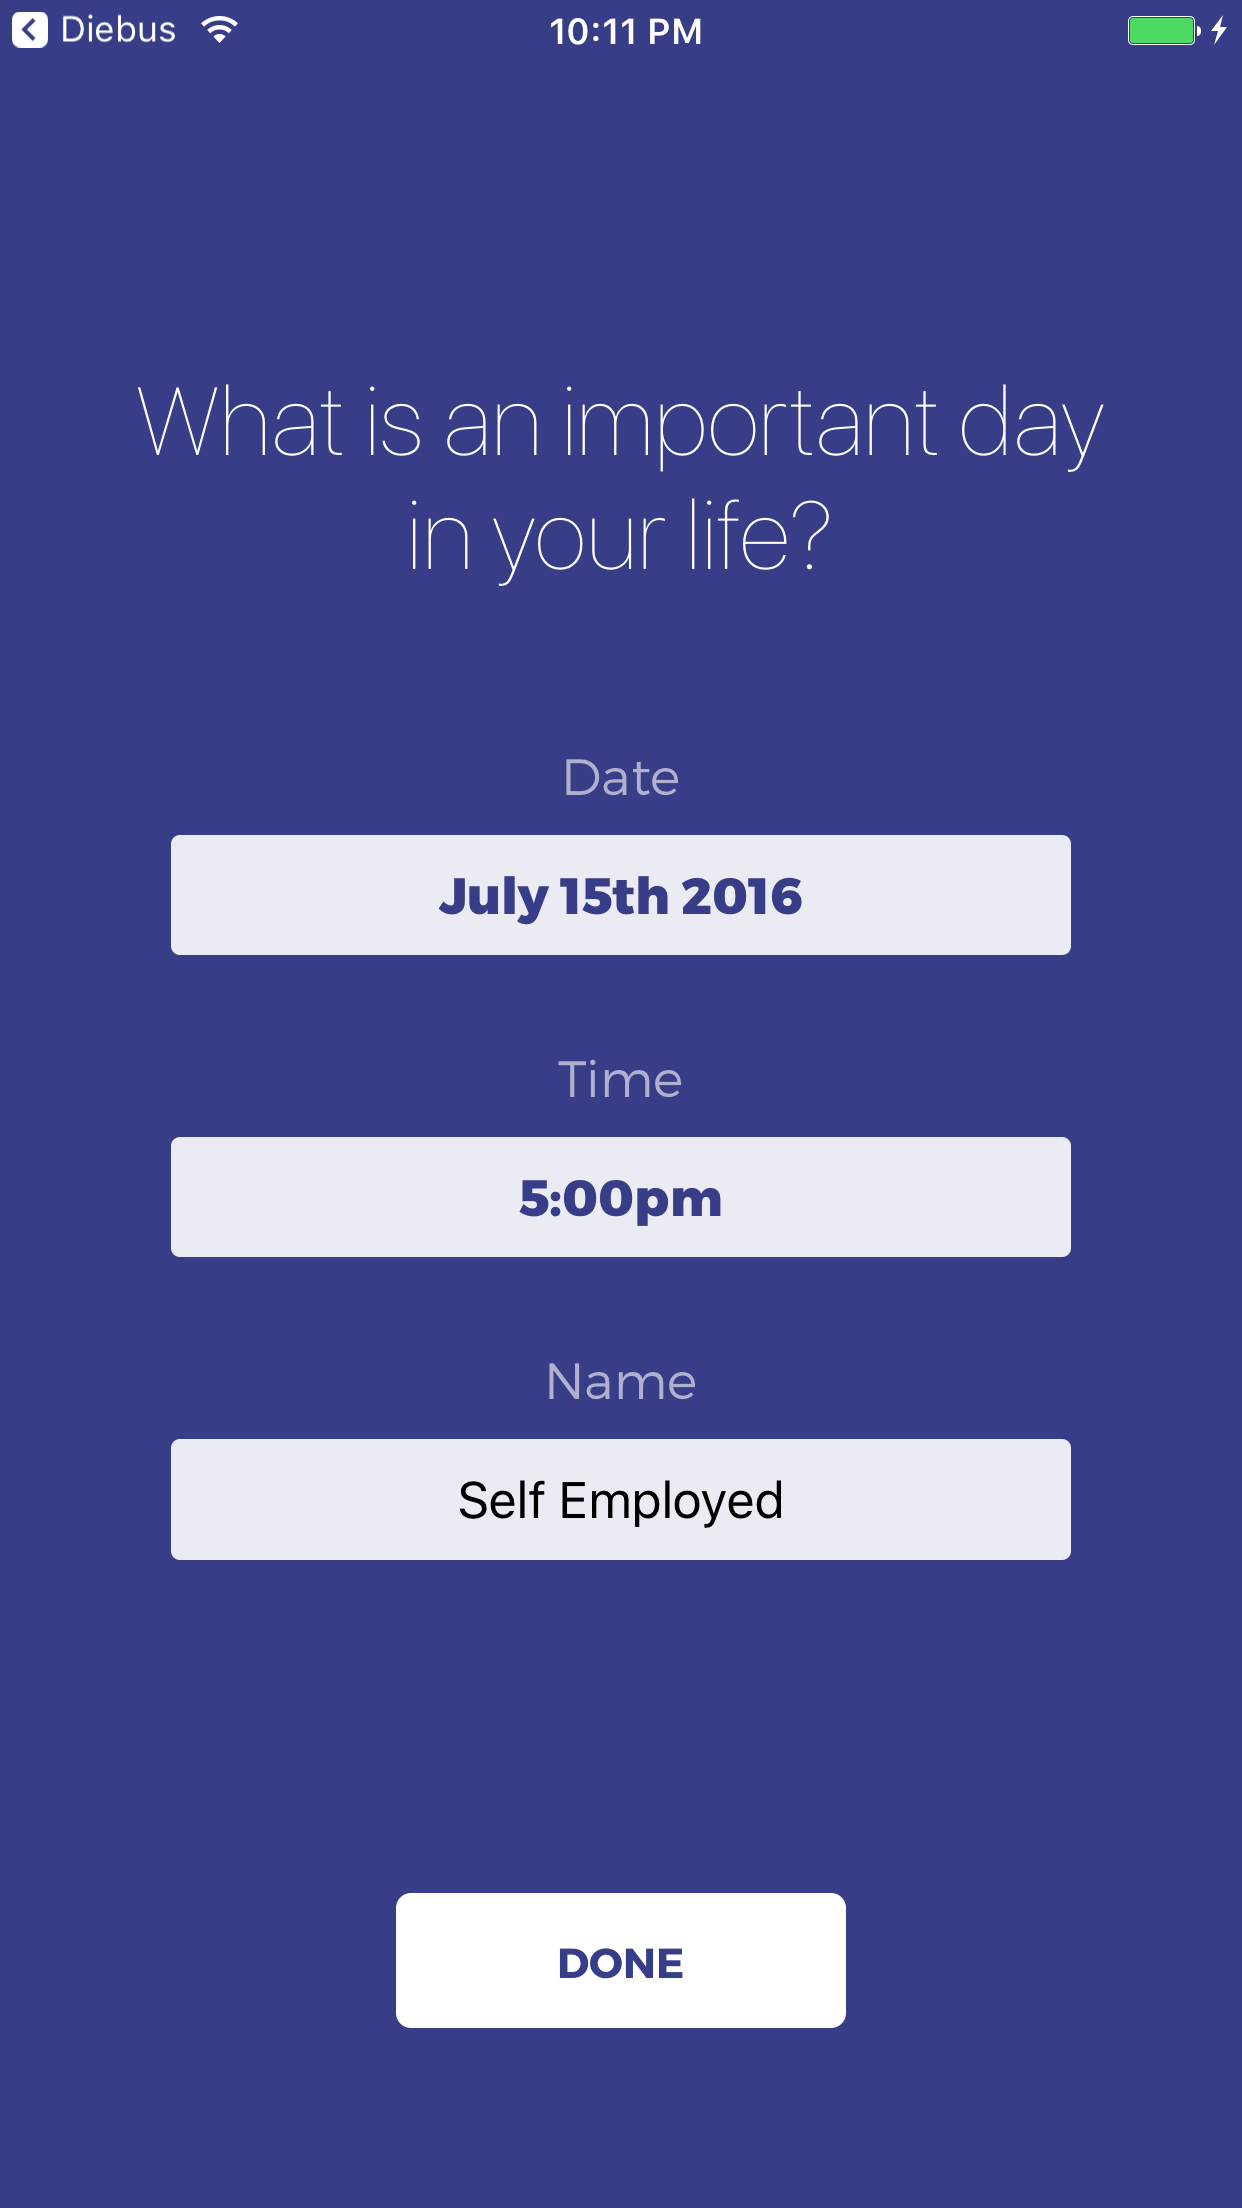 Diebus
10:11 PM
What is an important day
in your life?
Date
July 15th 2016
Time
5:00pm
Name
Self Employed
DONE